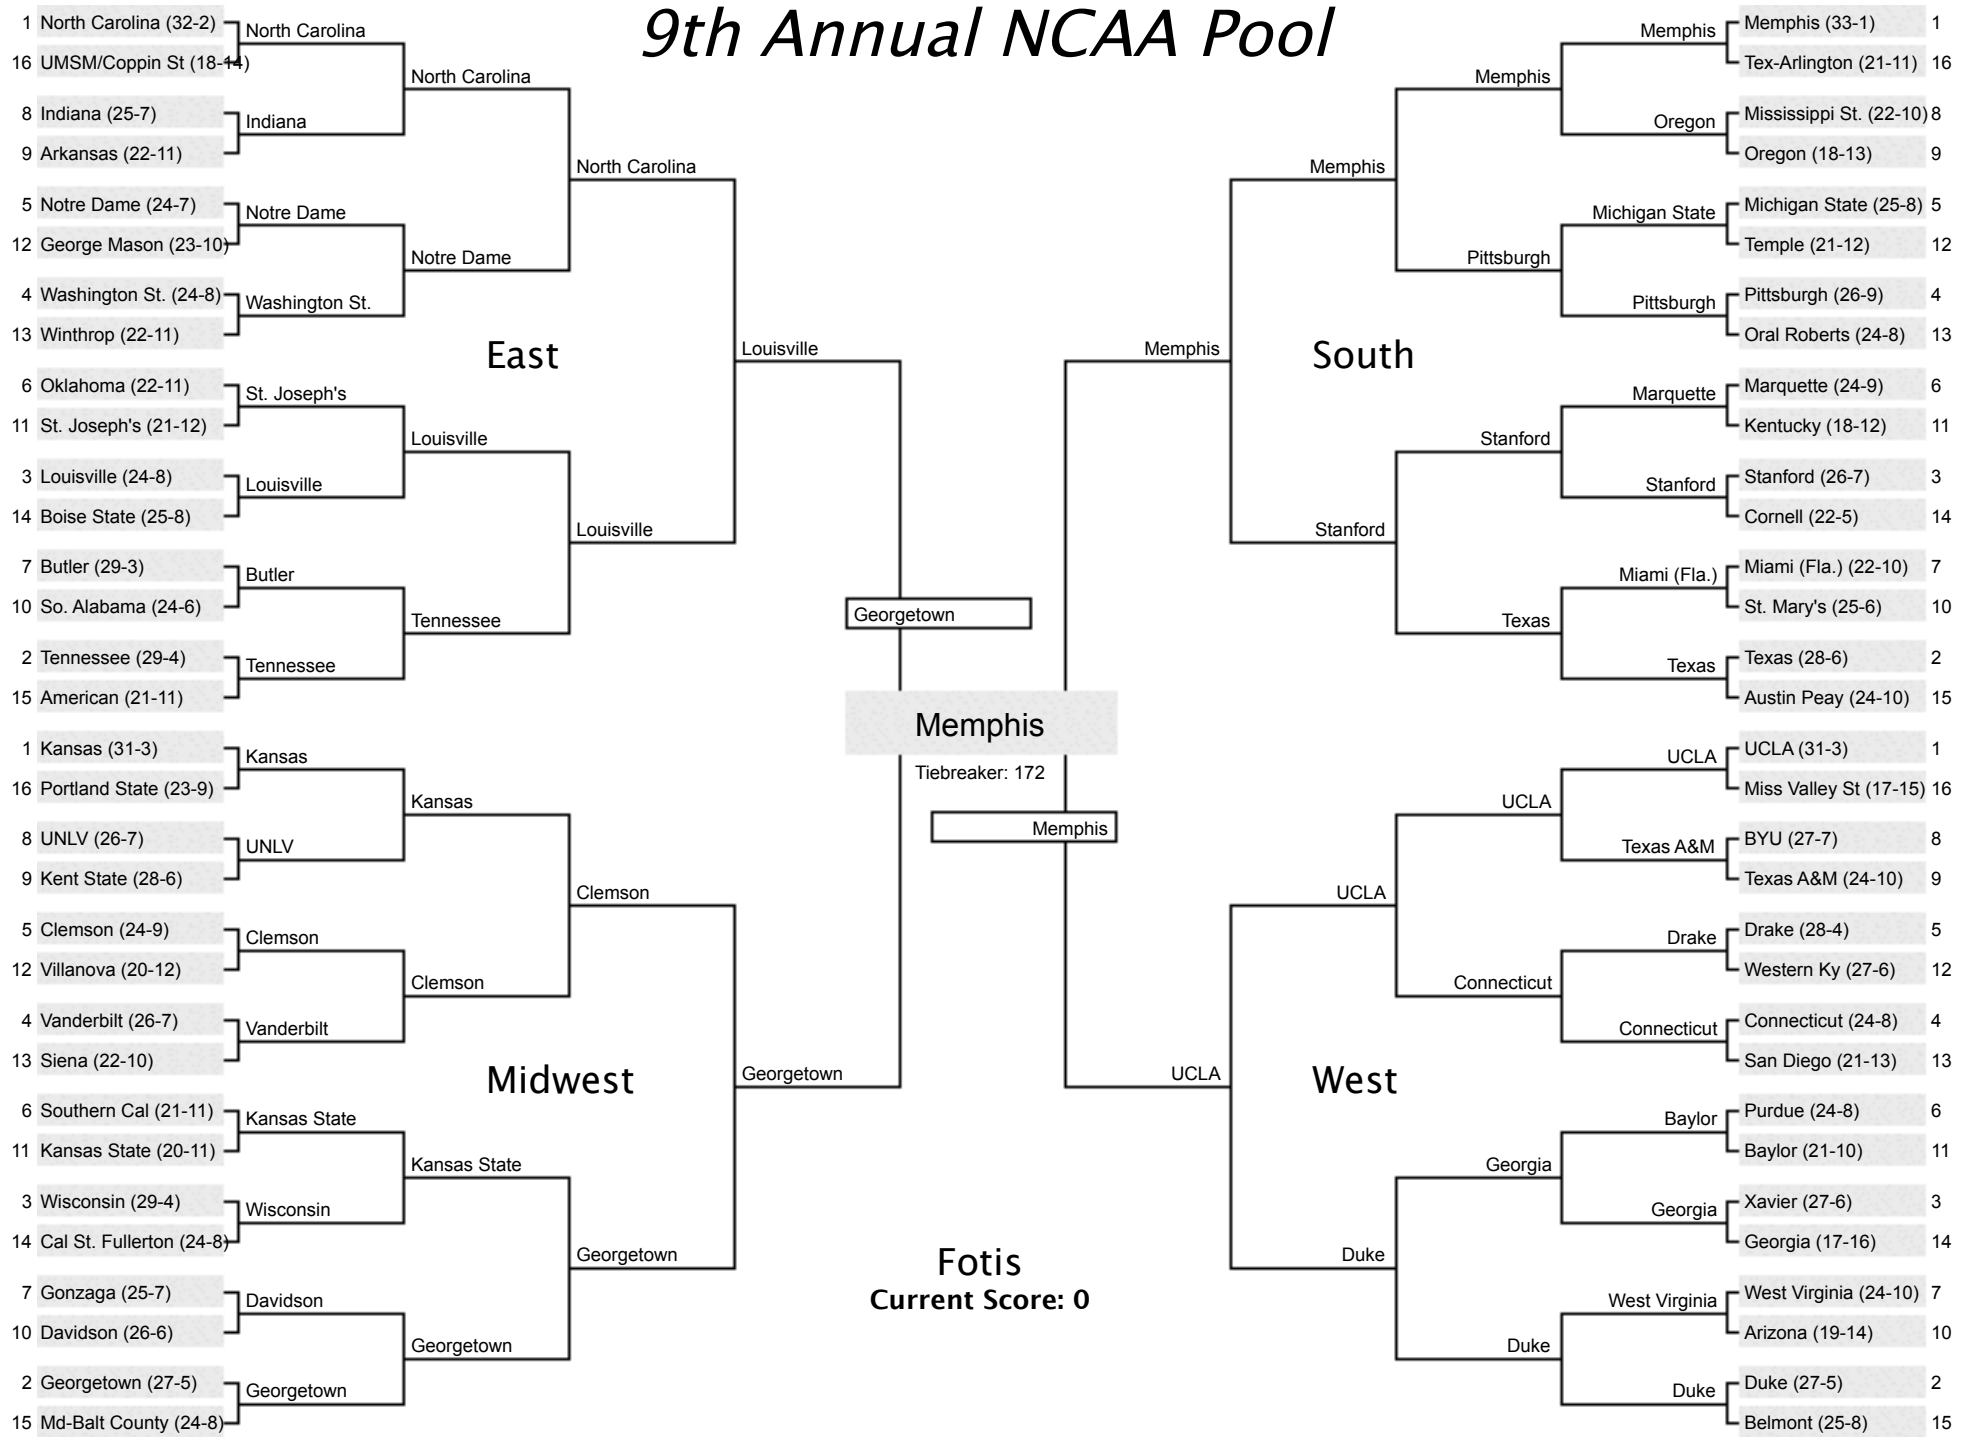 9th Annual NCAA Pool
1 North Carolina (32-2)
North Carolina
16 UMSM/Coppin St (18-14)
North Carolina
8 Indiana (25-7)
Indiana
9 Arkansas (22-11)
North Carolina
5 Notre Dame (24-7)
Notre Dame
12 George Mason (23-10)
Notre Dame
4 Washington St. (24-8)
Washington St.
13 Winthrop (22-11)
East
Louisville
6 Oklahoma (22-11)
St. Joseph's
11 St. Joseph's (21-12)
Louisville
3 Louisville (24-8)
Louisville
14 Boise State (25-8)
Louisville
7 Butler (29-3)
Butler
10 So. Alabama (24-6)
Tennessee
2 Tennessee (29-4)
Tennessee
15 American (21-11)
1 Kansas (31-3)
Kansas
16 Portland State (23-9)
Kansas
8 UNLV (26-7)
UNLV
9 Kent State (28-6)
Clemson
5 Clemson (24-9)
Clemson
12 Villanova (20-12)
Clemson
4 Vanderbilt (26-7)
Vanderbilt
13 Siena (22-10)
Midwest
Georgetown
6 Southern Cal (21-11)
Kansas State
11 Kansas State (20-11)
Kansas State
3 Wisconsin (29-4)
Wisconsin
14 Cal St. Fullerton (24-8)
Georgetown
7 Gonzaga (25-7)
Davidson
10 Davidson (26-6)
Georgetown
2 Georgetown (27-5)
Georgetown
15 Md-Balt County (24-8)
Georgetown
Memphis
Tiebreaker: 172
Memphis
Fotis
Current Score: 0
Memphis (33-1) 1
Memphis
Tex-Arlington (21-11) 16
Memphis
Mississippi St. (22-10) 8
Oregon
Oregon (18-13) 9
Memphis
Michigan State (25-8) 5
Michigan State
Temple (21-12) 12
Pittsburgh
Pittsburgh (26-9) 4
Pittsburgh
Oral Roberts (24-8) 13
South
Memphis
Marquette (24-9) 6
Marquette
Kentucky (18-12) 11
Stanford
Stanford (26-7) 3
Stanford
Cornell (22-5) 14
Stanford
Miami (Fla.) (22-10) 7
Miami (Fla.)
St. Mary's (25-6) 10
Texas
Texas (28-6) 2
Texas
Austin Peay (24-10) 15
UCLA (31-3) 1
UCLA
Miss Valley St (17-15) 16
UCLA
BYU (27-7) 8
Texas A&M
Texas A&M (24-10) 9
UCLA
Drake (28-4) 5
Drake
Western Ky (27-6) 12
Connecticut
Connecticut (24-8) 4
Connecticut
San Diego (21-13) 13
West
UCLA
Purdue (24-8) 6
Baylor
Baylor (21-10) 11
Georgia
Xavier (27-6) 3
Georgia
Georgia (17-16) 14
Duke
West Virginia (24-10) 7
West Virginia
Arizona (19-14) 10
Duke
Duke (27-5) 2
Duke
Belmont (25-8) 15